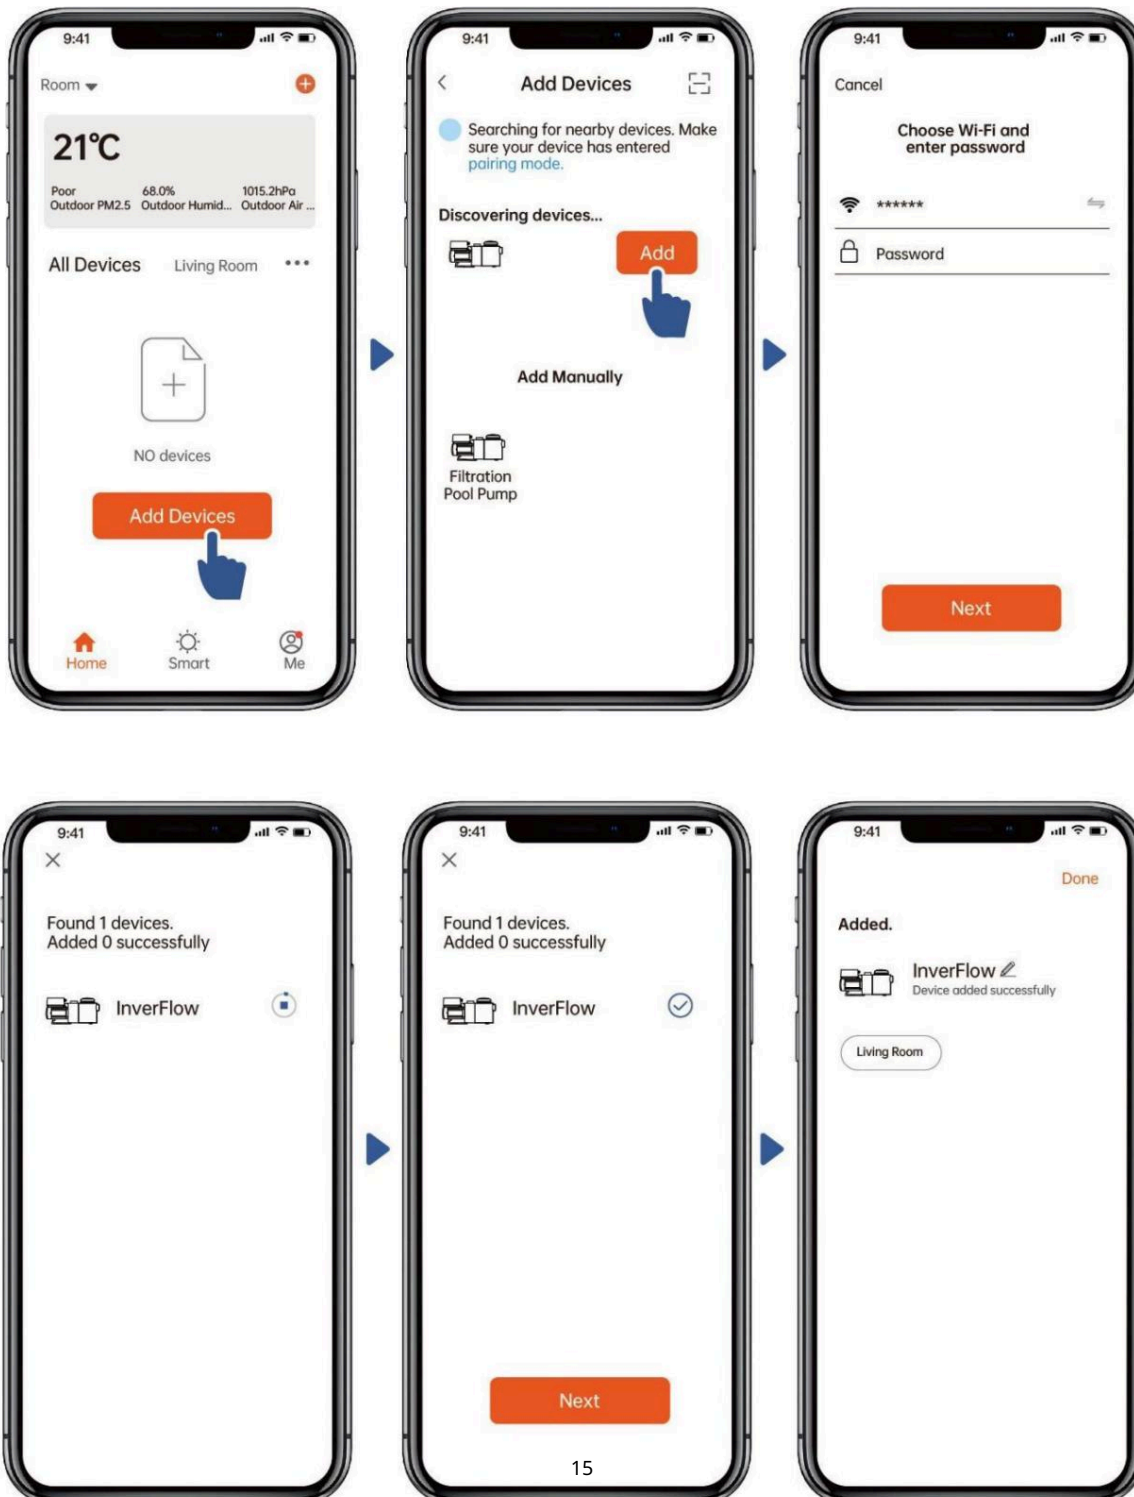 9:41
Room
21°C
Poor 68.0% 1015.2hPa
Outdoor PM2.5 Outdoor Humid... Outdoor Air ...
All Devices Living Room •••
NO devices
Add Devices
Home Smart Me
9:41
Add Devices
Searching for nearby devices. Make
sure your device has entered
pairing mode.
Discovering devices...
Add
Add Manually
Filtration
Pool Pump
9:41
Cancel
Choose Wi-Fi and
enter password
******
Password
Next
9:41
Found 1 devices.
Added 0 successfully
InverFlow
9:41
Found 1 devices.
Added 0 successfully
InverFlow
Next
9:41
Done
Added.
InverFlow
Device added successfully
Living Room
15